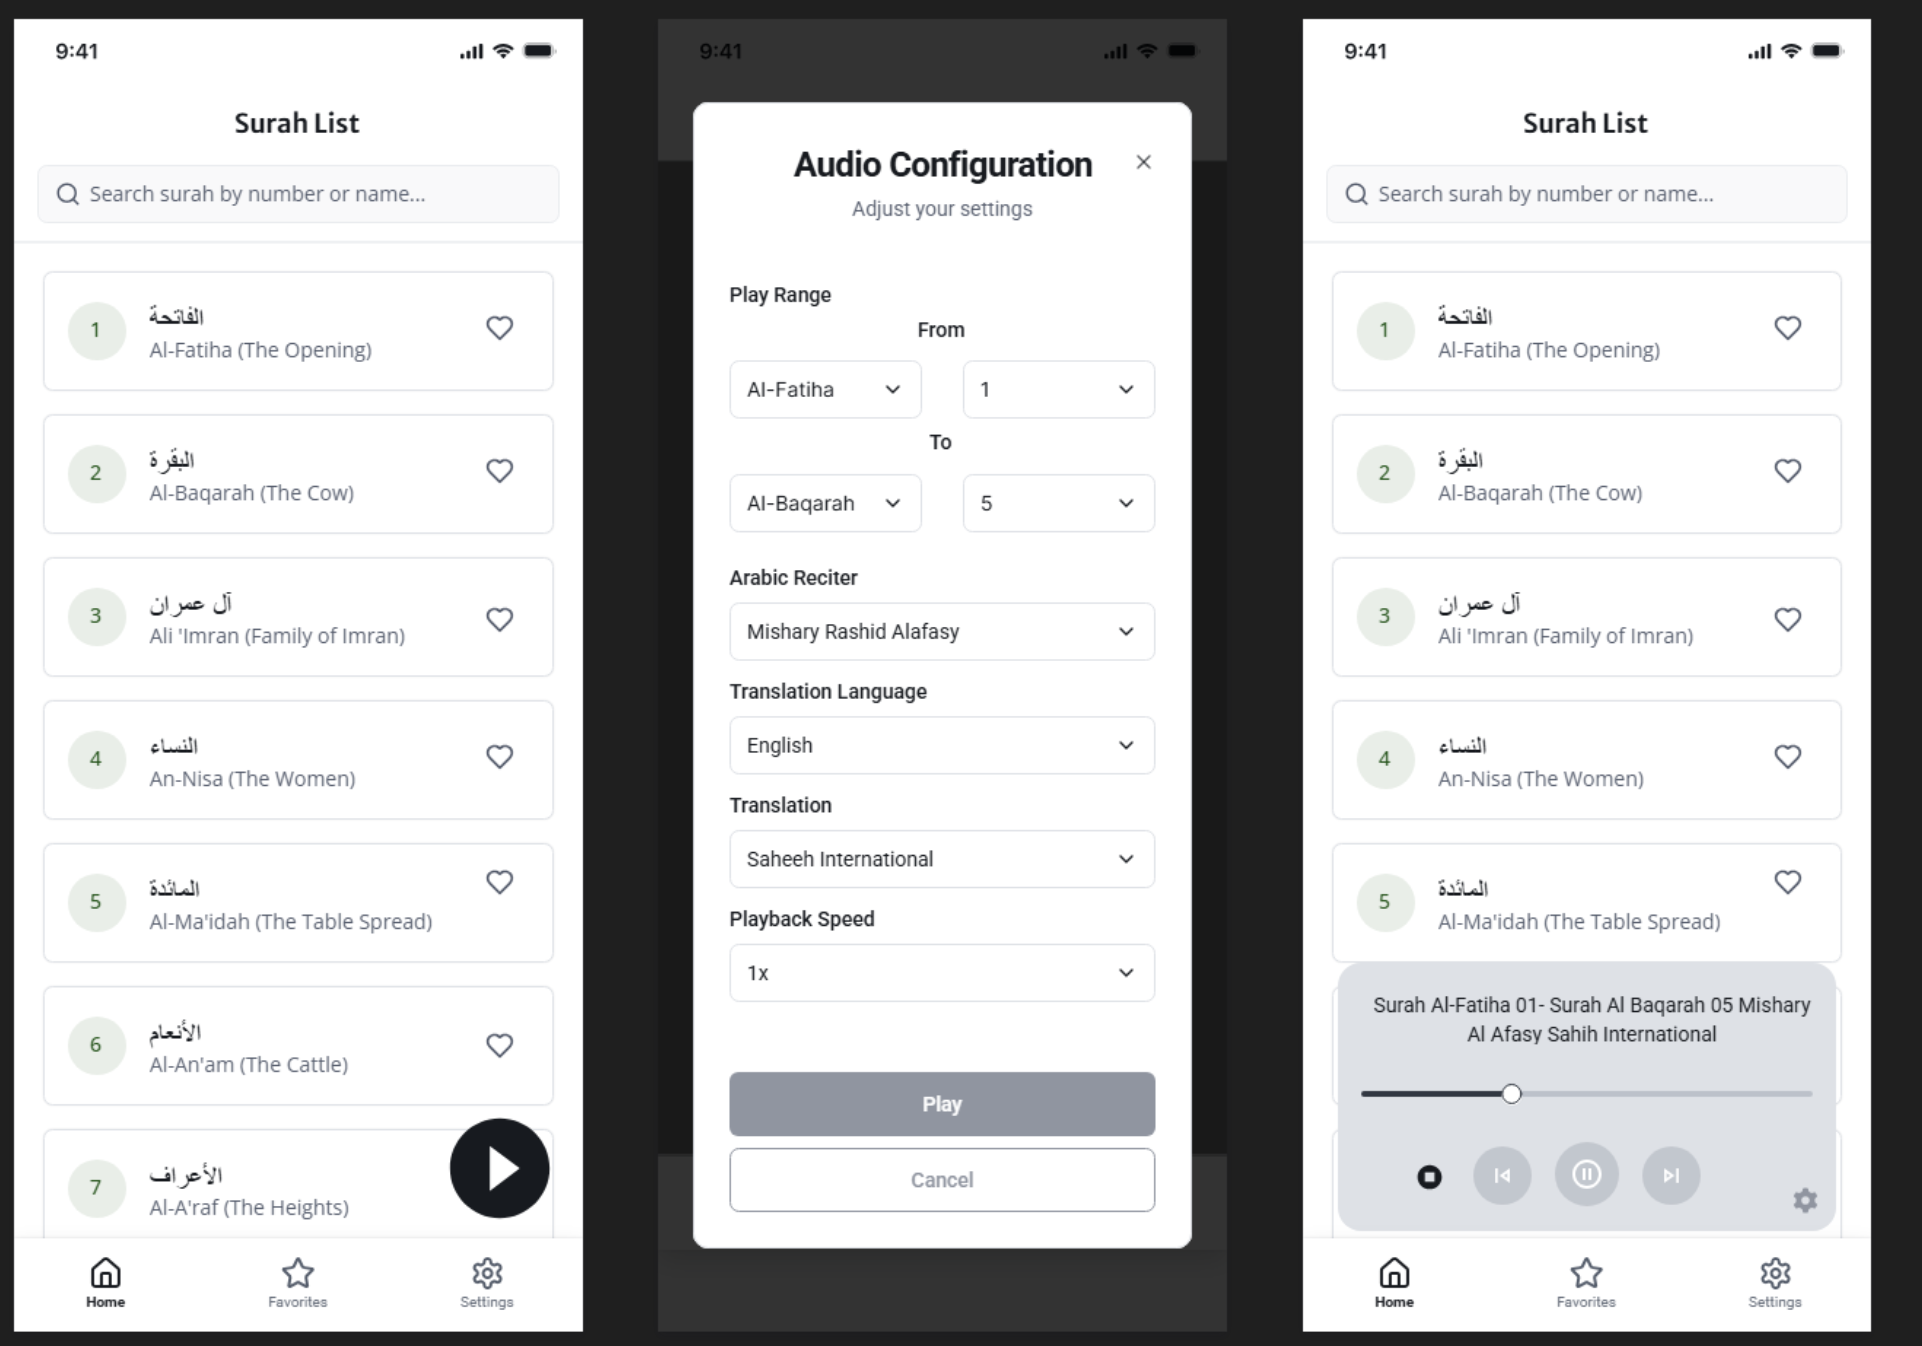 9:41
Surah List
Search surah by number or name...
1
الفاتحة
Al-Fatiha (The Opening)
2
البقرة
Al-Baqarah (The Cow)
3
آل عمران
Ali 'Imran (Family of Imran)
4
النساء
An-Nisa (The Women)
5
المائدة
Al-Ma'idah (The Table Spread)
6
الأنعام
Al-An'am (The Cattle)
7
الأعراف
Al-A'raf (The Heights)
Home
Favorites
Settings
9:41
Audio Configuration
Adjust your settings
Play Range
From
Al-Fatiha
1
To
Al-Baqarah
5
Arabic Reciter
Mishary Rashid Alafasy
Translation Language
English
Translation
Saheeh International
Playback Speed
1x
Play
Cancel
9:41
Surah List
Search surah by number or name...
1
الفاتحة
Al-Fatiha (The Opening)
2
البقرة
Al-Baqarah (The Cow)
3
آل عمران
Ali 'Imran (Family of Imran)
4
النساء
An-Nisa (The Women)
5
المائدة
Al-Ma'idah (The Table Spread)
Surah Al-Fatiha 01- Surah Al Baqarah 05 Mishary
Al Afasy Sahih International
Home
Favorites
Settings